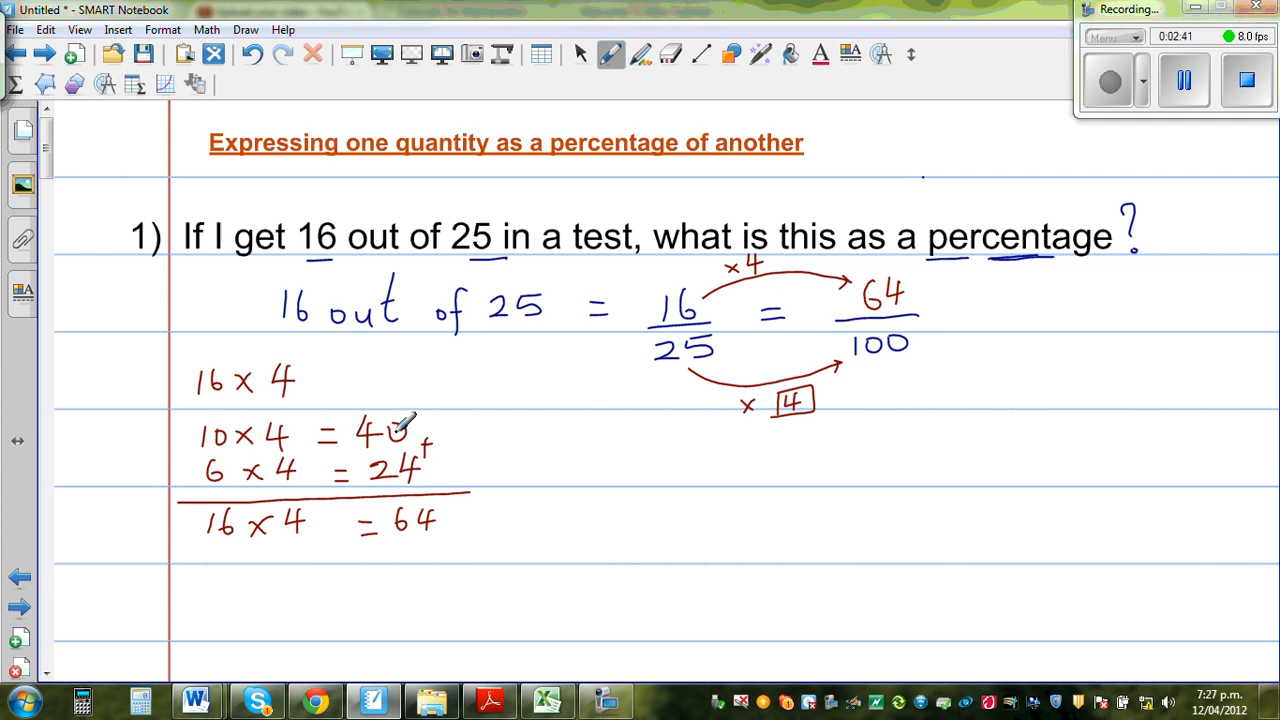 Untitled * - SMART Notebook
Recording...
File Edit View Insert Format Math Draw Help
Menu
0:02:41
8.0 fps
Expressing one quantity as a percentage of another
1) If I get 16 out of 25 in a test, what is this as a percentage?
×4
16 out of 25 = 16/25 = 64/100
× 4
16 × 4
10 × 4 = 40
6 × 4 = 24 +
16 × 4 = 64
7:27 p.m.
12/04/2012